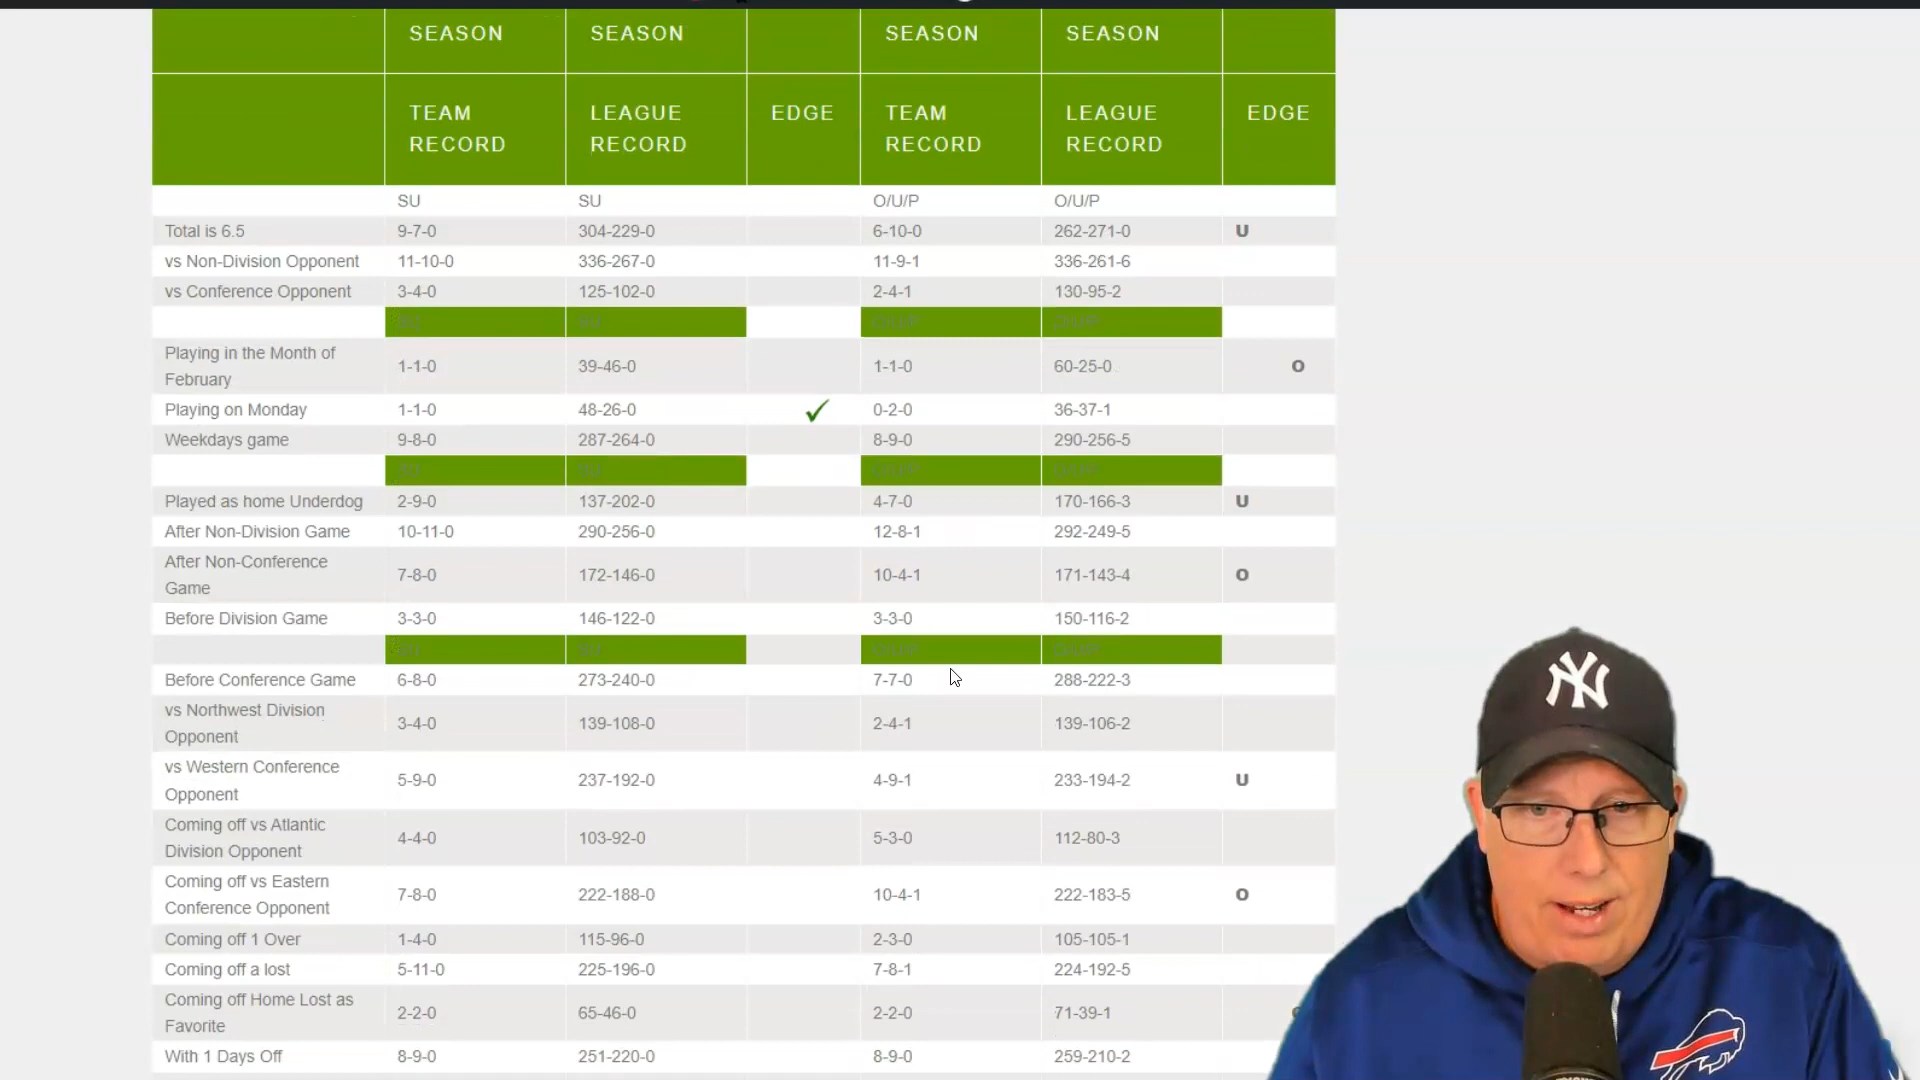 SEASON SEASON SEASON SEASON
TEAM RECORD LEAGUE RECORD EDGE TEAM RECORD LEAGUE RECORD EDGE
SU SU O/U/P O/U/P
Total is 6.5 9-7-0 304-229-0 6-10-0 262-271-0 U
vs Non-Division Opponent 11-10-0 336-267-0 11-9-1 336-261-6
vs Conference Opponent 3-4-0 125-102-0 2-4-1 130-95-2
SU SU O/U/P O/U/P
Playing in the Month of February 1-1-0 39-46-0 1-1-0 60-25-0 O
Playing on Monday 1-1-0 48-26-0 0-2-0 36-37-1
Weekdays game 9-8-0 287-264-0 8-9-0 290-256-5
SU SU O/U/P O/U/P
Played as home Underdog 2-9-0 137-202-0 4-7-0 170-166-3 U
After Non-Division Game 10-11-0 290-256-0 12-8-1 292-249-5
After Non-Conference Game 7-8-0 172-146-0 10-4-1 171-143-4 O
Before Division Game 3-3-0 146-122-0 3-3-0 150-116-2
SU SU O/U/P O/U/P
Before Conference Game 6-8-0 273-240-0 7-7-0 288-222-3
vs Northwest Division Opponent 3-4-0 139-108-0 2-4-1 139-106-2
vs Western Conference Opponent 5-9-0 237-192-0 4-9-1 233-194-2 U
Coming off vs Atlantic Division Opponent 4-4-0 103-92-0 5-3-0 112-80-3
Coming off vs Eastern Conference Opponent 7-8-0 222-188-0 10-4-1 222-183-5 O
Coming off 1 Over 1-4-0 115-96-0 2-3-0 105-105-1
Coming off a lost 5-11-0 225-196-0 7-8-1 224-192-5
Coming off Home Lost as Favorite 2-2-0 65-46-0 2-2-0 71-39-1
With 1 Days Off 8-9-0 251-220-0 8-9-0 259-210-2
NY